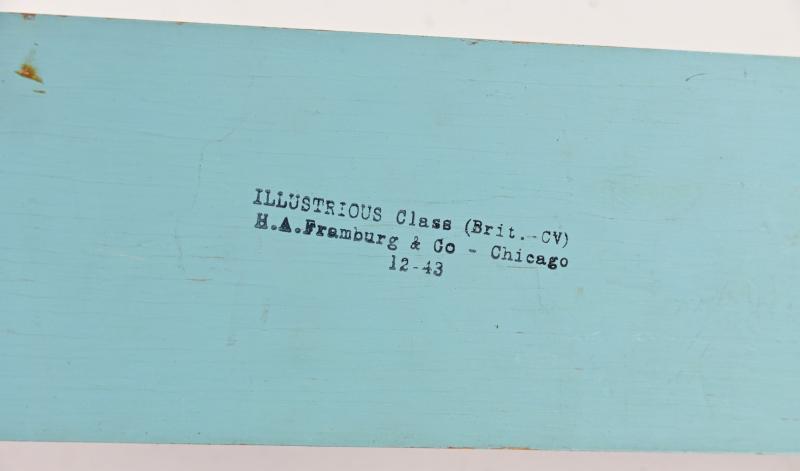 ILLUSTRIOUS Class (Brit.-CV)
H.A.Framburg & Co - Chicago
12-43